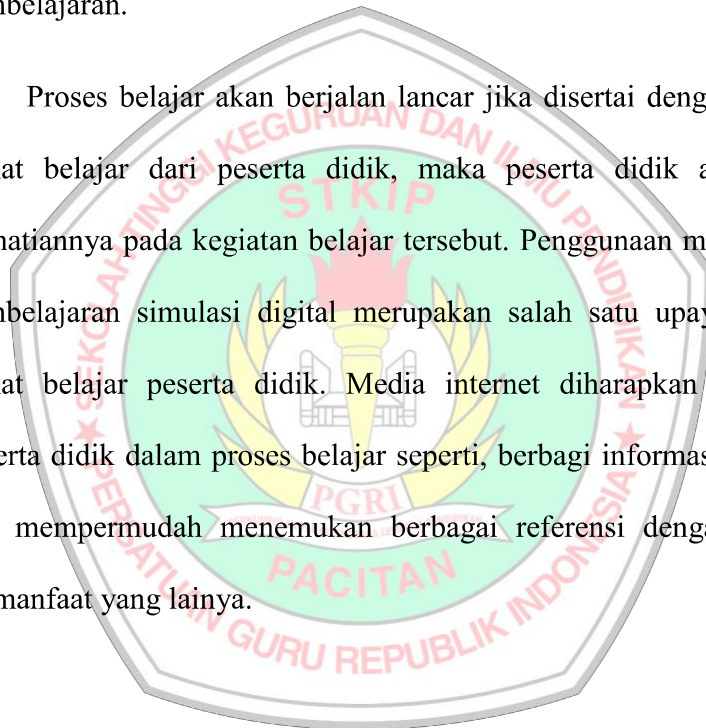 nbelajaran.
Proses belajar akan berjalan lancar jika disertai deng
at belajar dari peserta didik, maka peserta didik a
hatiannya pada kegiatan belajar tersebut. Penggunaan m
nbelajaran simulasi digital merupakan salah satu upay
at belajar peserta didik. Media internet diharapkan
erta didik dalam proses belajar seperti, berbagi informas
mempermudah menemukan berbagai referensi denga
manfaat yang lainya.
SEKOLAH TINGGI KEGURUAN DAN ILMU PENDIDIKAN
STKIP
PGRI
PACITAN
PERSATUAN GURU REPUBLIK INDONESIA